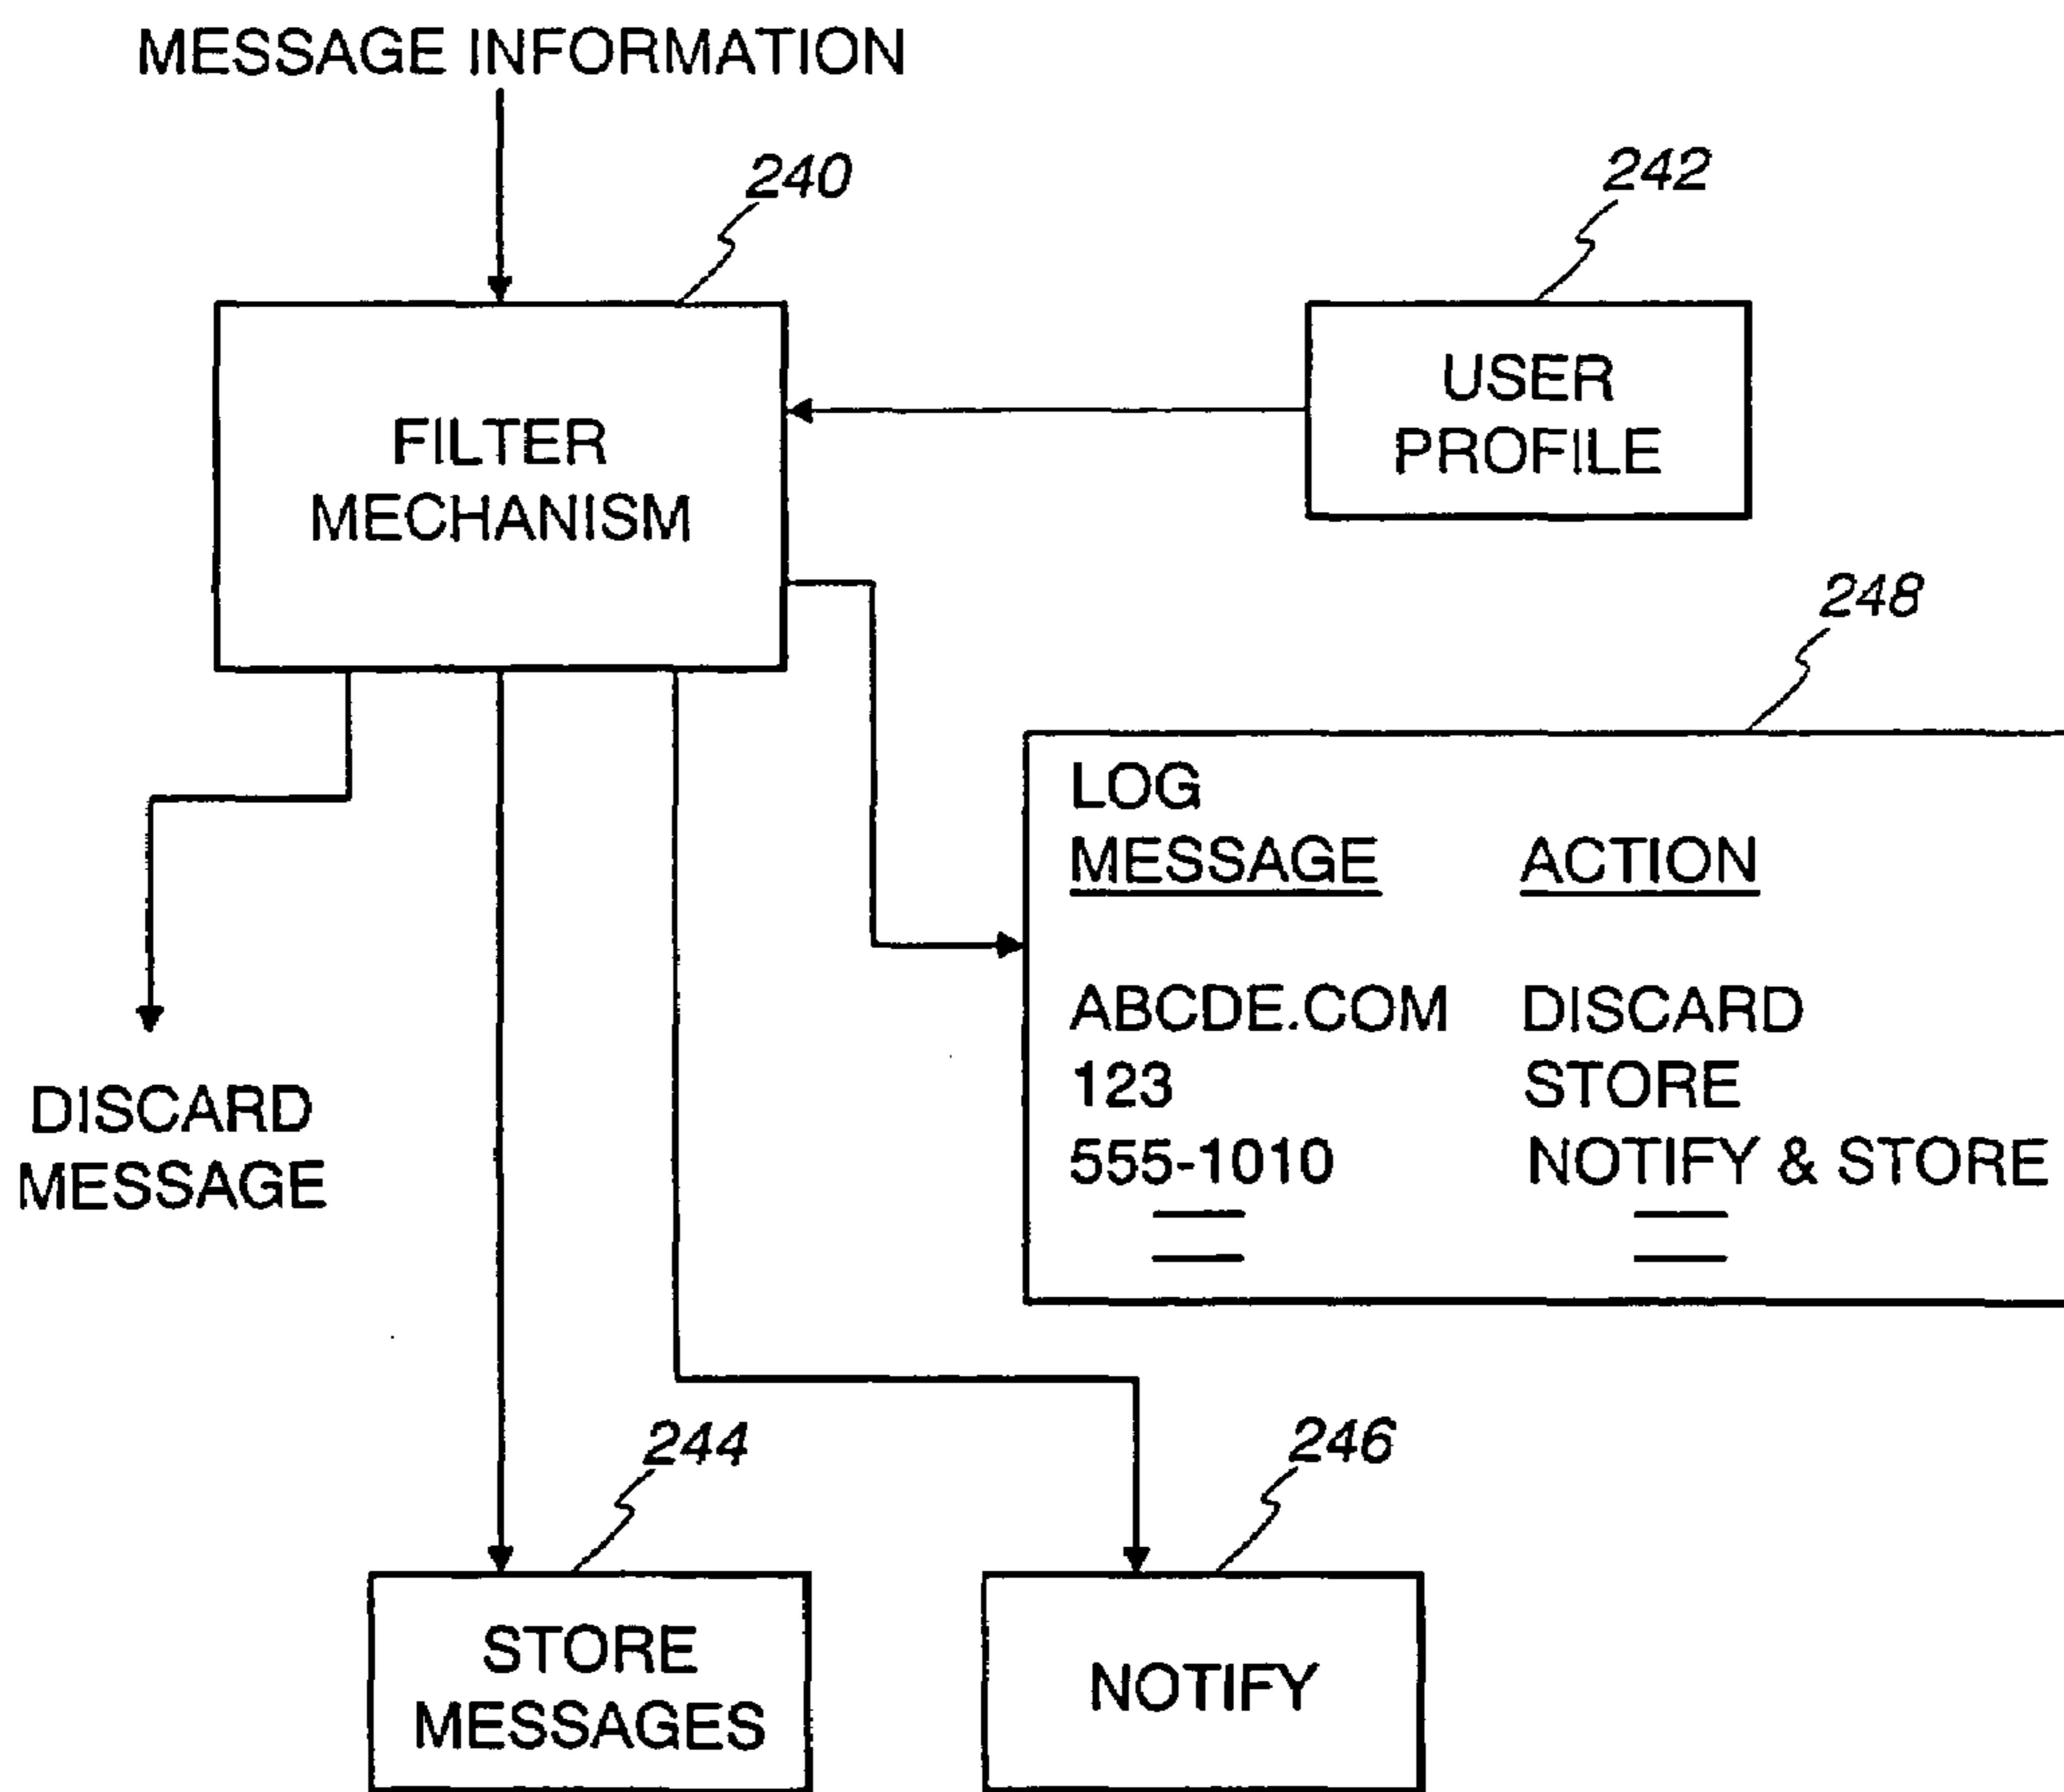 MESSAGE INFORMATION
240
242
FILTER
MECHANISM
USER
PROFILE
248
LOG
MESSAGE ACTION
ABCDE.COM DISCARD
123 STORE
555-1010 NOTIFY & STORE
DISCARD
MESSAGE
244
246
STORE
MESSAGES
NOTIFY